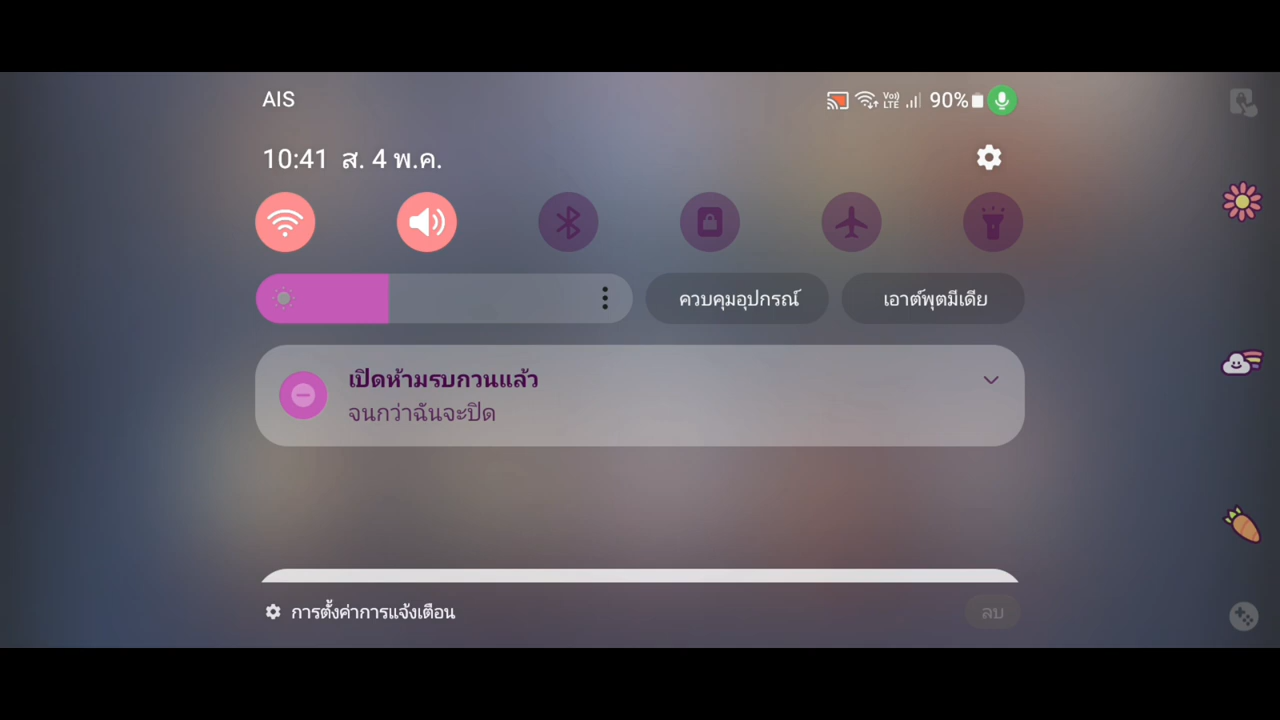 AIS
Vo)) LTE 90%
10:41 ส. 4 พ.ค.
ควบคุมอุปกรณ์ เอาต์พุตมีเดีย
เปิดห้ามรบกวนแล้ว
จนกว่าฉันจะปิด
การตั้งค่าการแจ้งเตือน ลบ